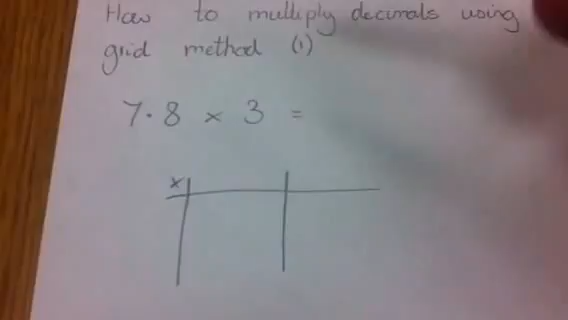 How to multiply decimals using
grid method (1)
7.8 x 3 =
x